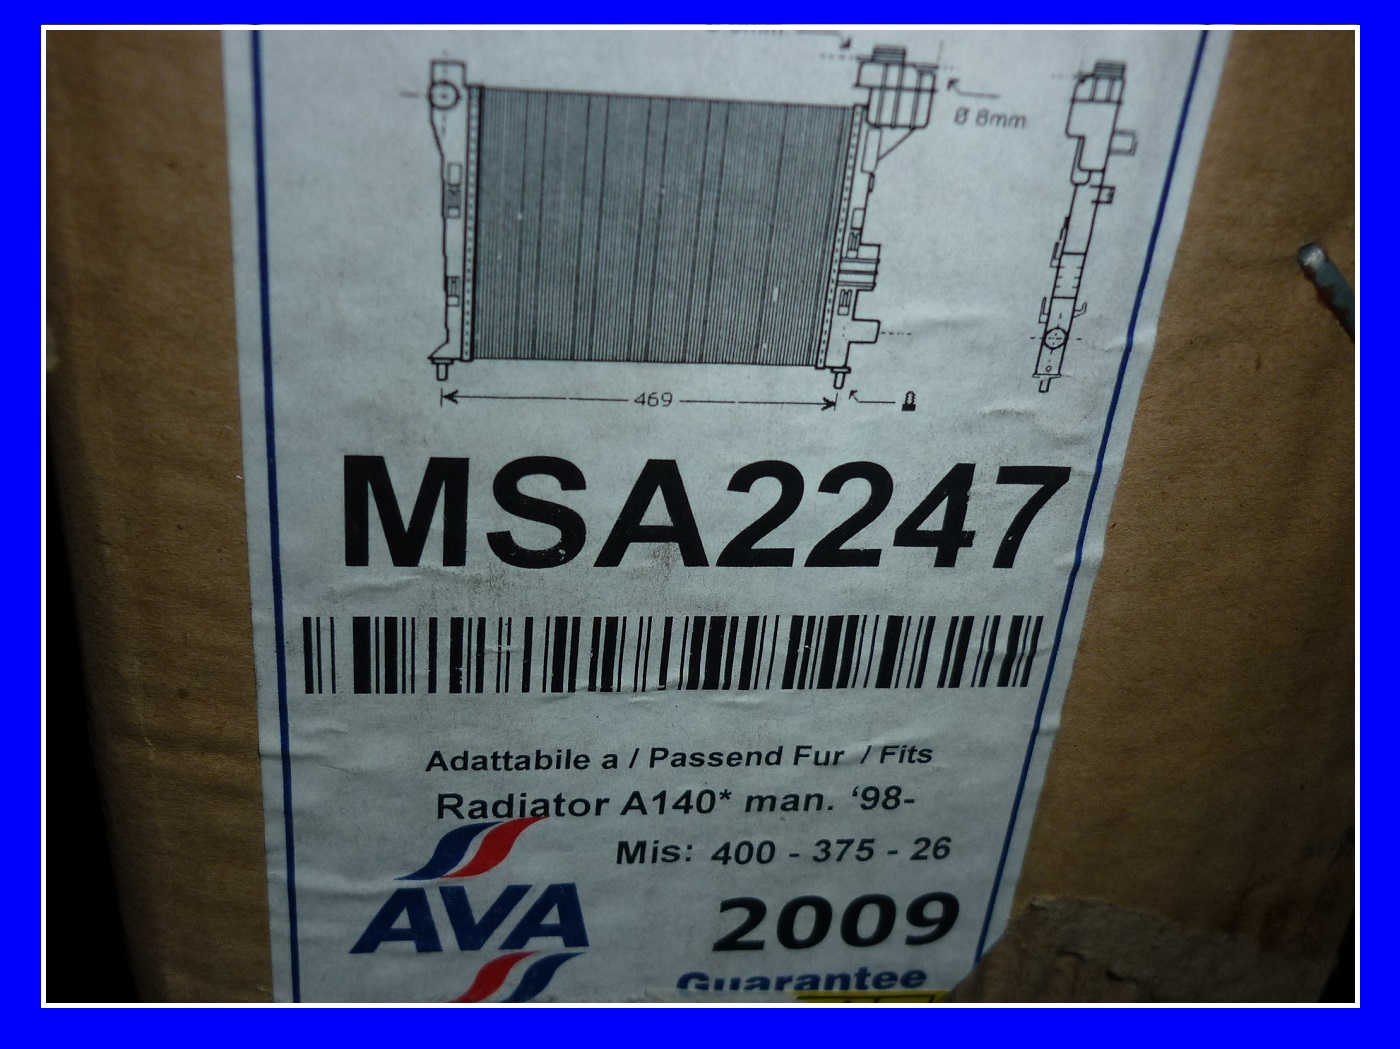 Ø 8mm
469
MSA2247
Adattabile a / Passend Fur / Fits
Radiator A140* man. ‘98-
Mis: 400 - 375 - 26
AVA
2009
Guarantee